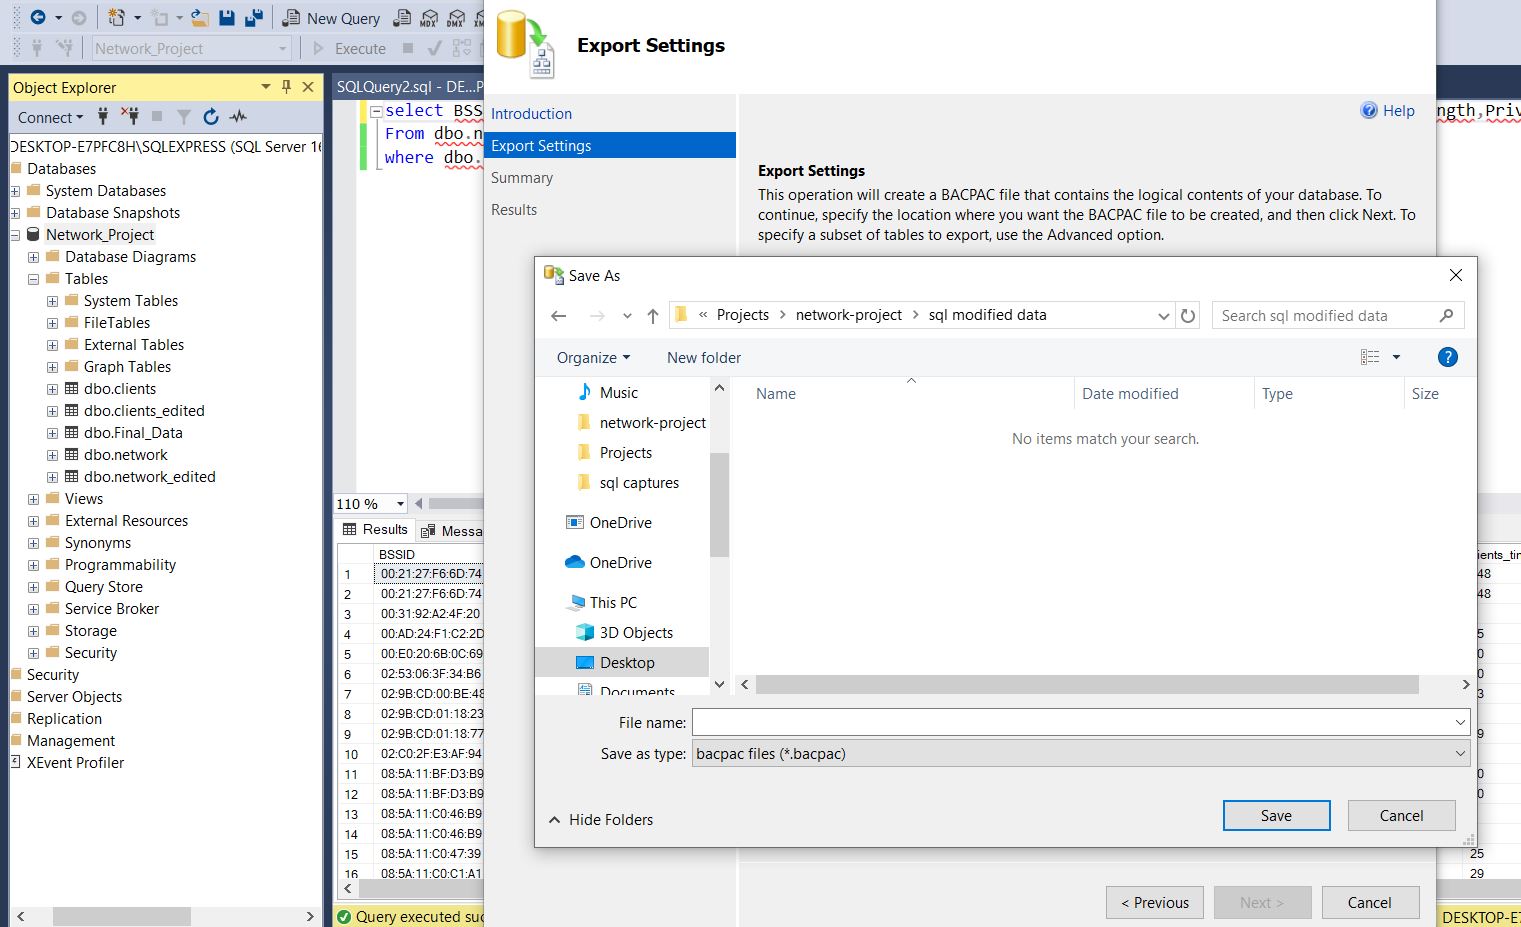 New Query
MDX
DMX
XM
Network_Project
Execute
Object Explorer
Connect
DESKTOP-E7PFC8H\SQLEXPRESS (SQL Server 16
Databases
System Databases
Database Snapshots
Network_Project
Database Diagrams
Tables
System Tables
FileTables
External Tables
Graph Tables
dbo.clients
dbo.clients_edited
dbo.Final_Data
dbo.network
dbo.network_edited
Views
External Resources
Synonyms
Programmability
Query Store
Service Broker
Storage
Security
Security
Server Objects
Replication
Management
XEvent Profiler
SQLQuery2.sql - DE...P
select BSS
From dbo.n
where dbo.
ngth,Priv
110 %
Results
Messa
BSSID
1 00:21:27:F6:6D:74
2 00:21:27:F6:6D:74
3 00:31:92:A2:4F:20
4 00:AD:24:F1:C2:2D
5 00:E0:20:6B:0C:69
6 02:53:06:3F:34:B6
7 02:9B:CD:00:BE:48
8 02:9B:CD:01:18:23
9 02:9B:CD:01:18:77
10 02:C0:2F:E3:AF:94
11 08:5A:11:BF:D3:B9
12 08:5A:11:BF:D3:B9
13 08:5A:11:C0:46:B9
14 08:5A:11:C0:46:B9
15 08:5A:11:C0:47:39
16 08:5A:11:C0:C1:A1
ients_tin
48
48
5
0
0
3
9
0
0
25
29
Query executed suc
DESKTOP-E7
Export Settings
Introduction
Export Settings
Summary
Results
Help
Export Settings
This operation will create a BACPAC file that contains the logical contents of your database. To
continue, specify the location where you want the BACPAC file to be created, and then click Next. To
specify a subset of tables to export, use the Advanced option.
Save As
« Projects > network-project > sql modified data
Search sql modified data
Organize
New folder
Music
network-project
Projects
sql captures
OneDrive
OneDrive
This PC
3D Objects
Desktop
Documents
Name
Date modified
Type
Size
No items match your search.
File name:
Save as type: bacpac files (*.bacpac)
Hide Folders
Save
Cancel
< Previous
Next >
Cancel